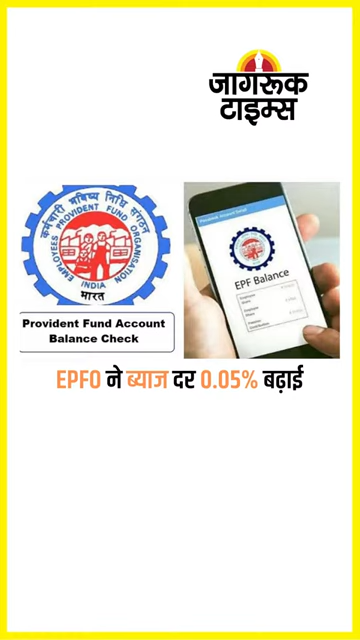 जागरूक
टाइम्स
कर्मचारी भविष्य निधि संगठन
EMPLOYEES PROVIDENT FUND ORGANISATION
INDIA
भारत
Provident Fund Account
Balance Check
EPF Balance
EPFO ने ब्याज दर 0.05% बढ़ाई